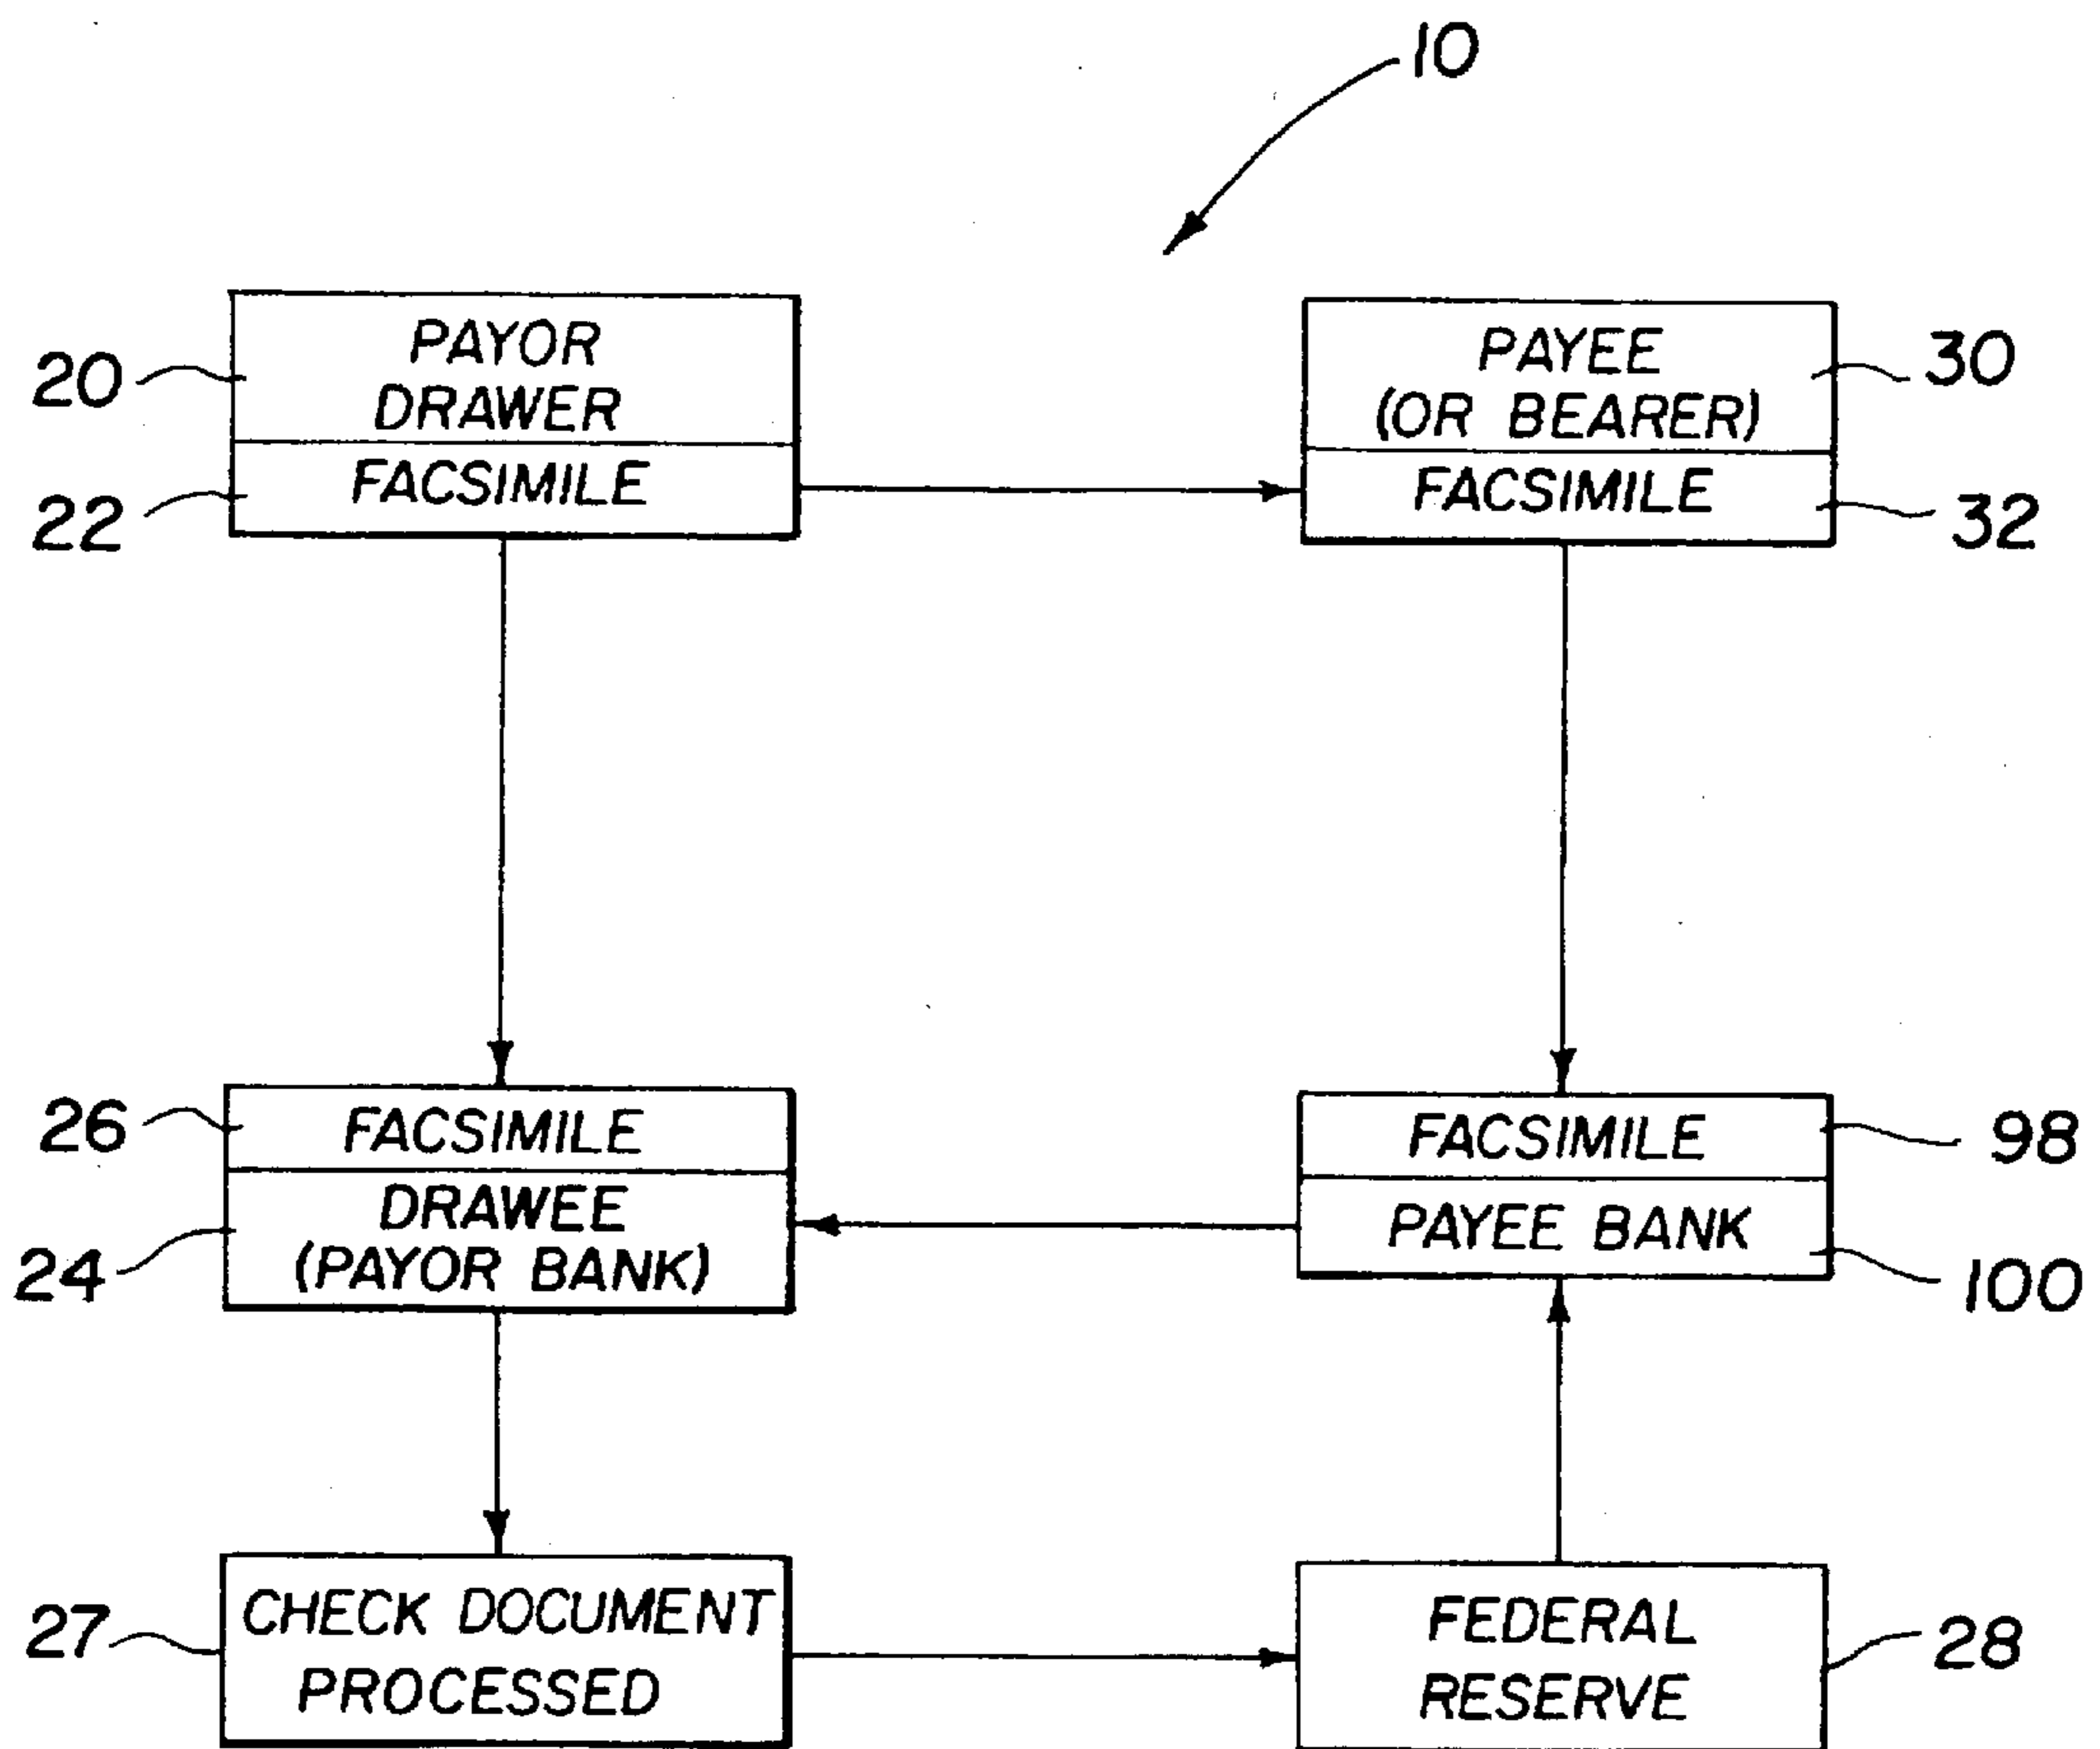 10
PAYOR
DRAWER
20
FACSIMILE
22
PAYEE
(OR BEARER)
30
FACSIMILE
32
26
FACSIMILE
24
DRAWEE
(PAYOR BANK)
FACSIMILE
98
PAYEE BANK
100
27
CHECK DOCUMENT
PROCESSED
FEDERAL
RESERVE
28